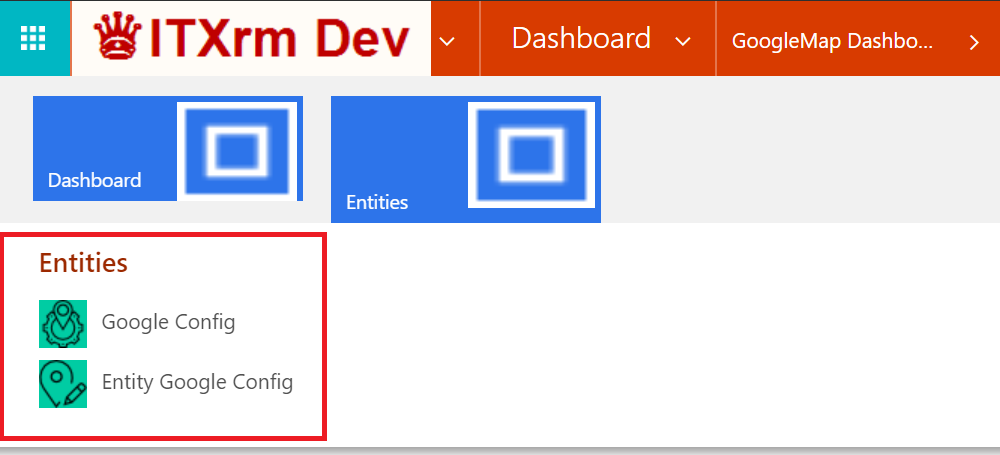 ITXrm Dev
Dashboard
GoogleMap Dashbo...
Dashboard
Entities
Entities
Google Config
Entity Google Config